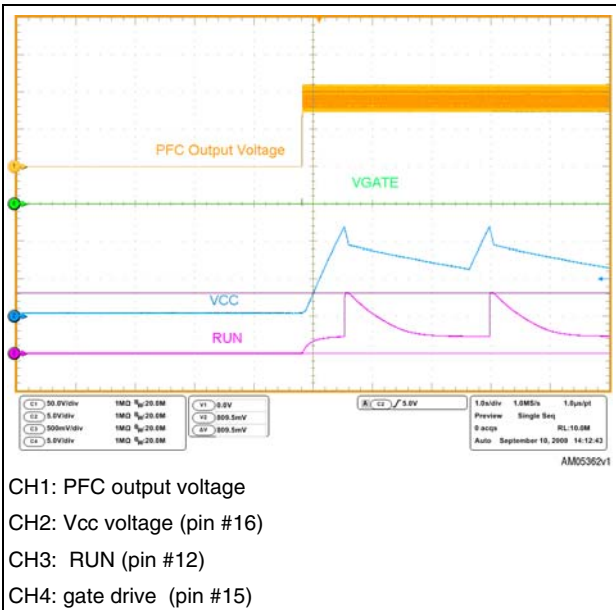 PFC Output Voltage
VGATE
VCC
RUN
C1 50.0V/div 1MΩ BW:20.0M
C2 5.0V/div 1MΩ BW:20.0M
C3 500mV/div 1MΩ BW:20.0M
C4 5.0V/div 1MΩ BW:20.0M
V1 0.0V
V2 809.5mV
ΔV 809.5mV
A C2 5.0V
1.0s/div 1.0MS/s 1.0µs/pt
Preview Single Seq
0 acqs RL:10.0M
Auto September 10, 2008 14:12:43
AM05362v1
CH1: PFC output voltage
CH2: Vcc voltage (pin #16)
CH3: RUN (pin #12)
CH4: gate drive (pin #15)